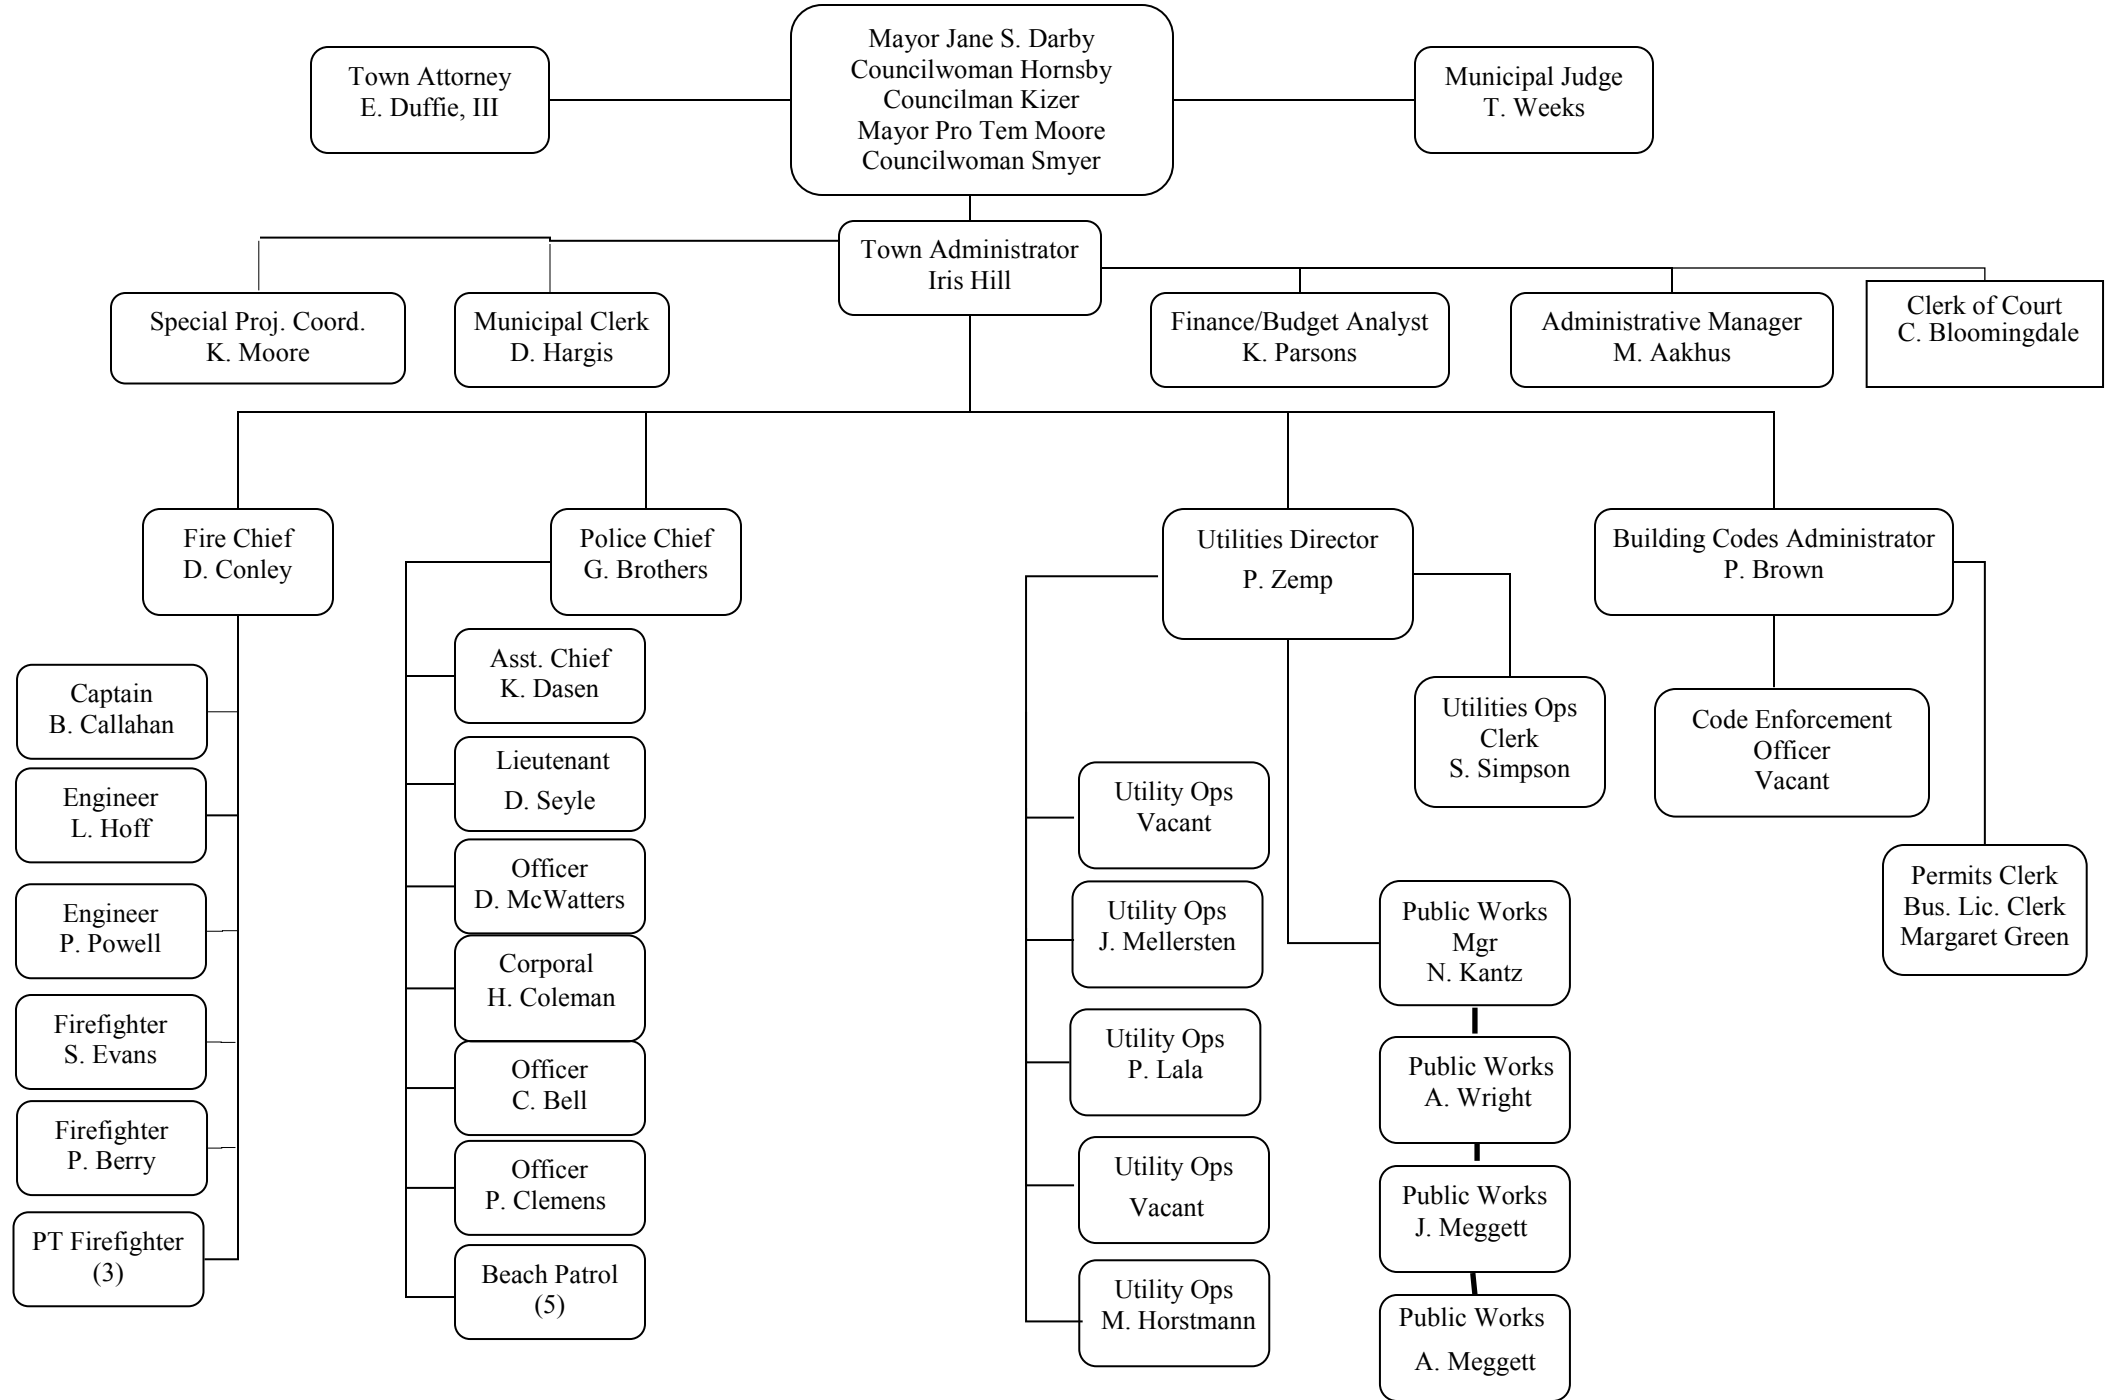 Mayor Jane S. Darby
Councilwoman Hornsby
Councilman Kizer
Mayor Pro Tem Moore
Councilwoman Smyer
Town Attorney
E. Duffie, III
Municipal Judge
T. Weeks
Town Administrator
Iris Hill
Special Proj. Coord.
K. Moore
Municipal Clerk
D. Hargis
Finance/Budget Analyst
K. Parsons
Administrative Manager
M. Aakhus
Clerk of Court
C. Bloomingdale
Fire Chief
D. Conley
Police Chief
G. Brothers
Utilities Director
P. Zemp
Building Codes Administrator
P. Brown
Captain
B. Callahan
Engineer
L. Hoff
Engineer
P. Powell
Firefighter
S. Evans
Firefighter
P. Berry
PT Firefighter
(3)
Asst. Chief
K. Dasen
Lieutenant
D. Seyle
Officer
D. McWatters
Corporal
H. Coleman
Officer
C. Bell
Officer
P. Clemens
Beach Patrol
(5)
Utility Ops
Vacant
Utility Ops
J. Mellersten
Utility Ops
P. Lala
Utility Ops
Vacant
Utility Ops
M. Horstmann
Utilities Ops
Clerk
S. Simpson
Public Works
Mgr
N. Kantz
Public Works
A. Wright
Public Works
J. Meggett
Public Works
A. Meggett
Code Enforcement
Officer
Vacant
Permits Clerk
Bus. Lic. Clerk
Margaret Green